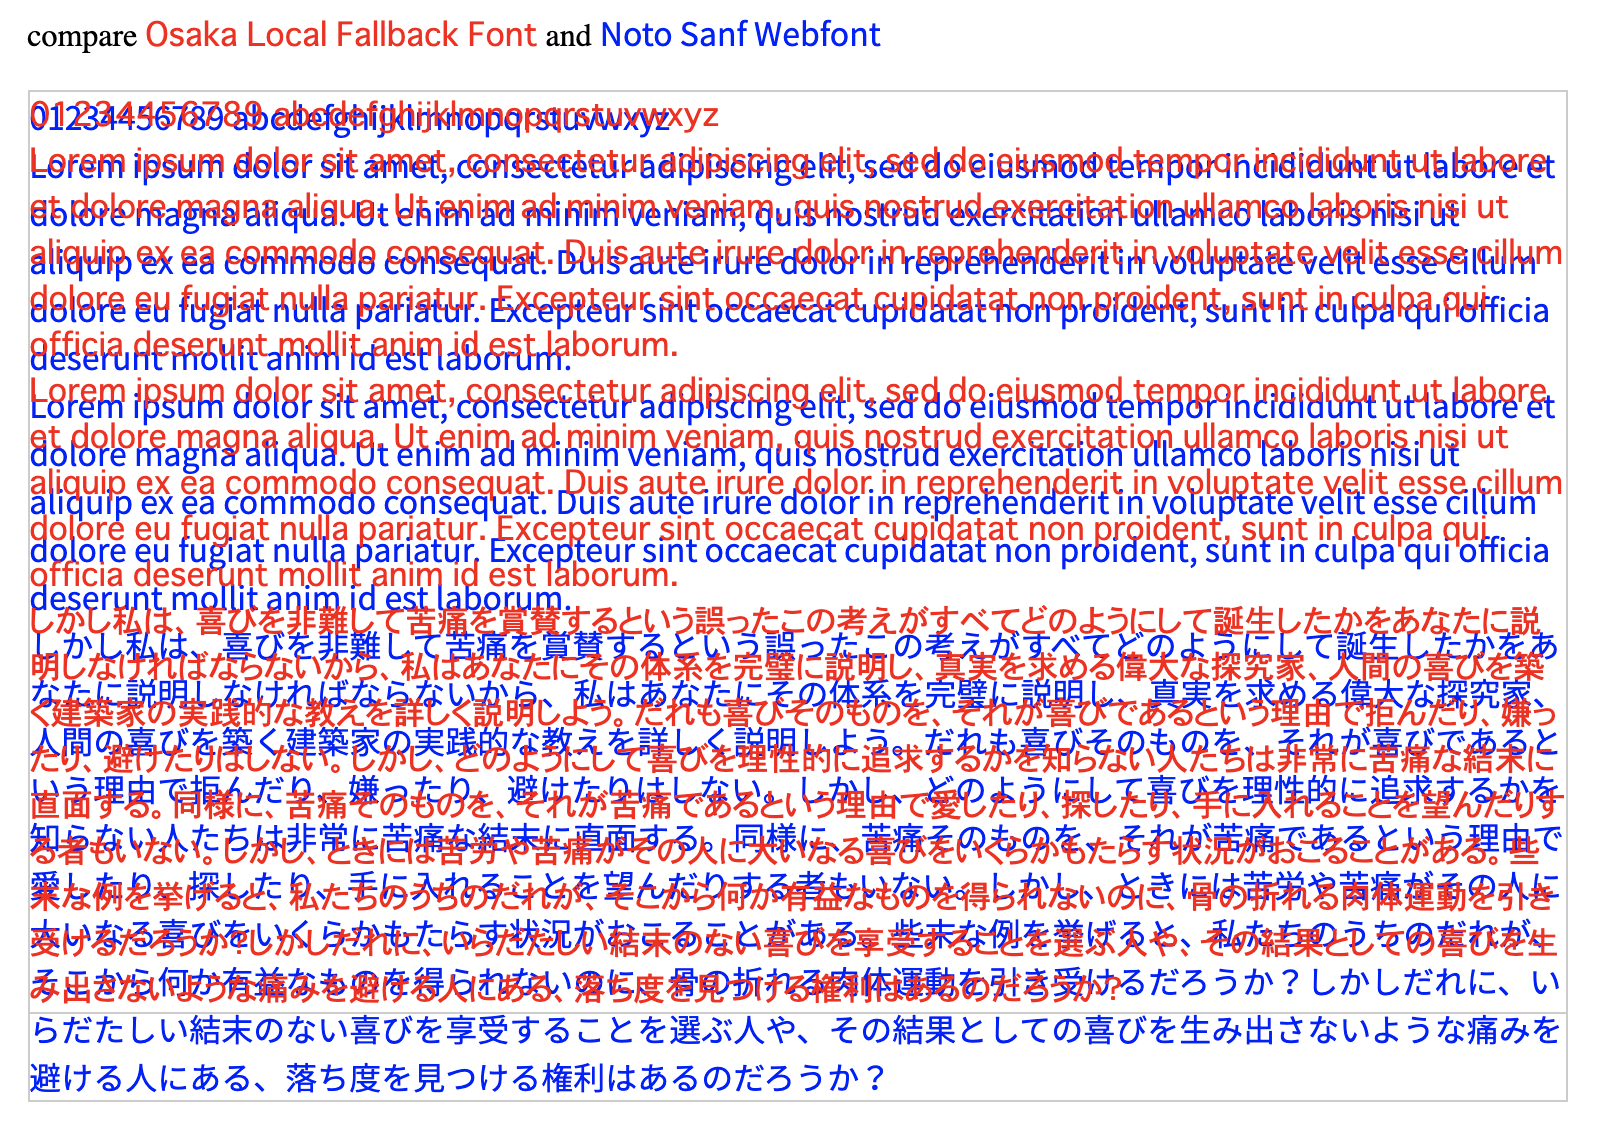 compare Osaka Local Fallback Font and Noto Sanf Webfont
01234456789 abcdefghijklmnopqrstuvwxyz
Lorem ipsum dolor sit amet, consectetur adipiscing elit, sed do eiusmod tempor incididunt ut labore
et dolore magna aliqua. Ut enim ad minim veniam, quis nostrud exercitation ullamco laboris nisi ut
aliquip ex ea commodo consequat. Duis aute irure dolor in reprehenderit in voluptate velit esse cillum
dolore eu fugiat nulla pariatur. Excepteur sint occaecat cupidatat non proident, sunt in culpa qui
officia deserunt mollit anim id est laborum.
Lorem ipsum dolor sit amet, consectetur adipiscing elit, sed do eiusmod tempor incididunt ut labore
et dolore magna aliqua. Ut enim ad minim veniam, quis nostrud exercitation ullamco laboris nisi ut
aliquip ex ea commodo consequat. Duis aute irure dolor in reprehenderit in voluptate velit esse cillum
dolore eu fugiat nulla pariatur. Excepteur sint occaecat cupidatat non proident, sunt in culpa qui
officia deserunt mollit anim id est laborum.
しかし私は、喜びを非難して苦痛を賞賛するという誤ったこの考えがすべてどのようにして誕生したかをあなたに説
明しなければならないから、私はあなたにその体系を完璧に説明し、真実を求める偉大な探究家、人間の喜びを築
く建築家の実践的な教えを詳しく説明しよう。だれも喜びそのものを、それが喜びであるという理由で拒んだり、嫌っ
たり、避けたりはしない。しかし、どのようにして喜びを理性的に追求するかを知らない人たちは非常に苦痛な結末に
直面する。同様に、苦痛そのものを、それが苦痛であるという理由で愛したり、探したり、手に入れることを望んだりす
る者もいない。しかし、ときには苦労や苦痛がその人に大いなる喜びをいくらかもたらす状況がおこることがある。些
末な例を挙げると、私たちのうちのだれが、そこから何か有益なものを得られないのに、骨の折れる肉体運動を引き
受けるだろうか？しかしだれに、いらだたしい結末のない喜びを享受することを選ぶ人や、その結果としての喜びを生
み出さないような痛みを避ける人にある、落ち度を見つける権利はあるのだろうか？
01234456789 abcdefghijklmnopqrstuvwxyz
Lorem ipsum dolor sit amet, consectetur adipiscing elit, sed do eiusmod tempor incididunt ut labore et
dolore magna aliqua. Ut enim ad minim veniam, quis nostrud exercitation ullamco laboris nisi ut
aliquip ex ea commodo consequat. Duis aute irure dolor in reprehenderit in voluptate velit esse cillum
dolore eu fugiat nulla pariatur. Excepteur sint occaecat cupidatat non proident, sunt in culpa qui officia
deserunt mollit anim id est laborum.
Lorem ipsum dolor sit amet, consectetur adipiscing elit, sed do eiusmod tempor incididunt ut labore et
dolore magna aliqua. Ut enim ad minim veniam, quis nostrud exercitation ullamco laboris nisi ut
aliquip ex ea commodo consequat. Duis aute irure dolor in reprehenderit in voluptate velit esse cillum
dolore eu fugiat nulla pariatur. Excepteur sint occaecat cupidatat non proident, sunt in culpa qui officia
deserunt mollit anim id est laborum.
しかし私は、喜びを非難して苦痛を賞賛するという誤ったこの考えがすべてどのようにして誕生したかをあ
なたに説明しなければならないから、私はあなたにその体系を完璧に説明し、真実を求める偉大な探究家、
人間の喜びを築く建築家の実践的な教えを詳しく説明しよう。だれも喜びそのものを、それが喜びであると
いう理由で拒んだり、嫌ったり、避けたりはしない。しかし、どのようにして喜びを理性的に追求するかを
知らない人たちは非常に苦痛な結末に直面する。同様に、苦痛そのものを、それが苦痛であるという理由で
愛したり、探したり、手に入れることを望んだりする者もいない。しかし、ときには苦労や苦痛がその人に
大いなる喜びをいくらかもたらす状況がおこることがある。些末な例を挙げると、私たちのうちのだれが、
そこから何か有益なものを得られないのに、骨の折れる肉体運動を引き受けるだろうか？しかしだれに、い
らだたしい結末のない喜びを享受することを選ぶ人や、その結果としての喜びを生み出さないような痛みを
避ける人にある、落ち度を見つける権利はあるのだろうか？